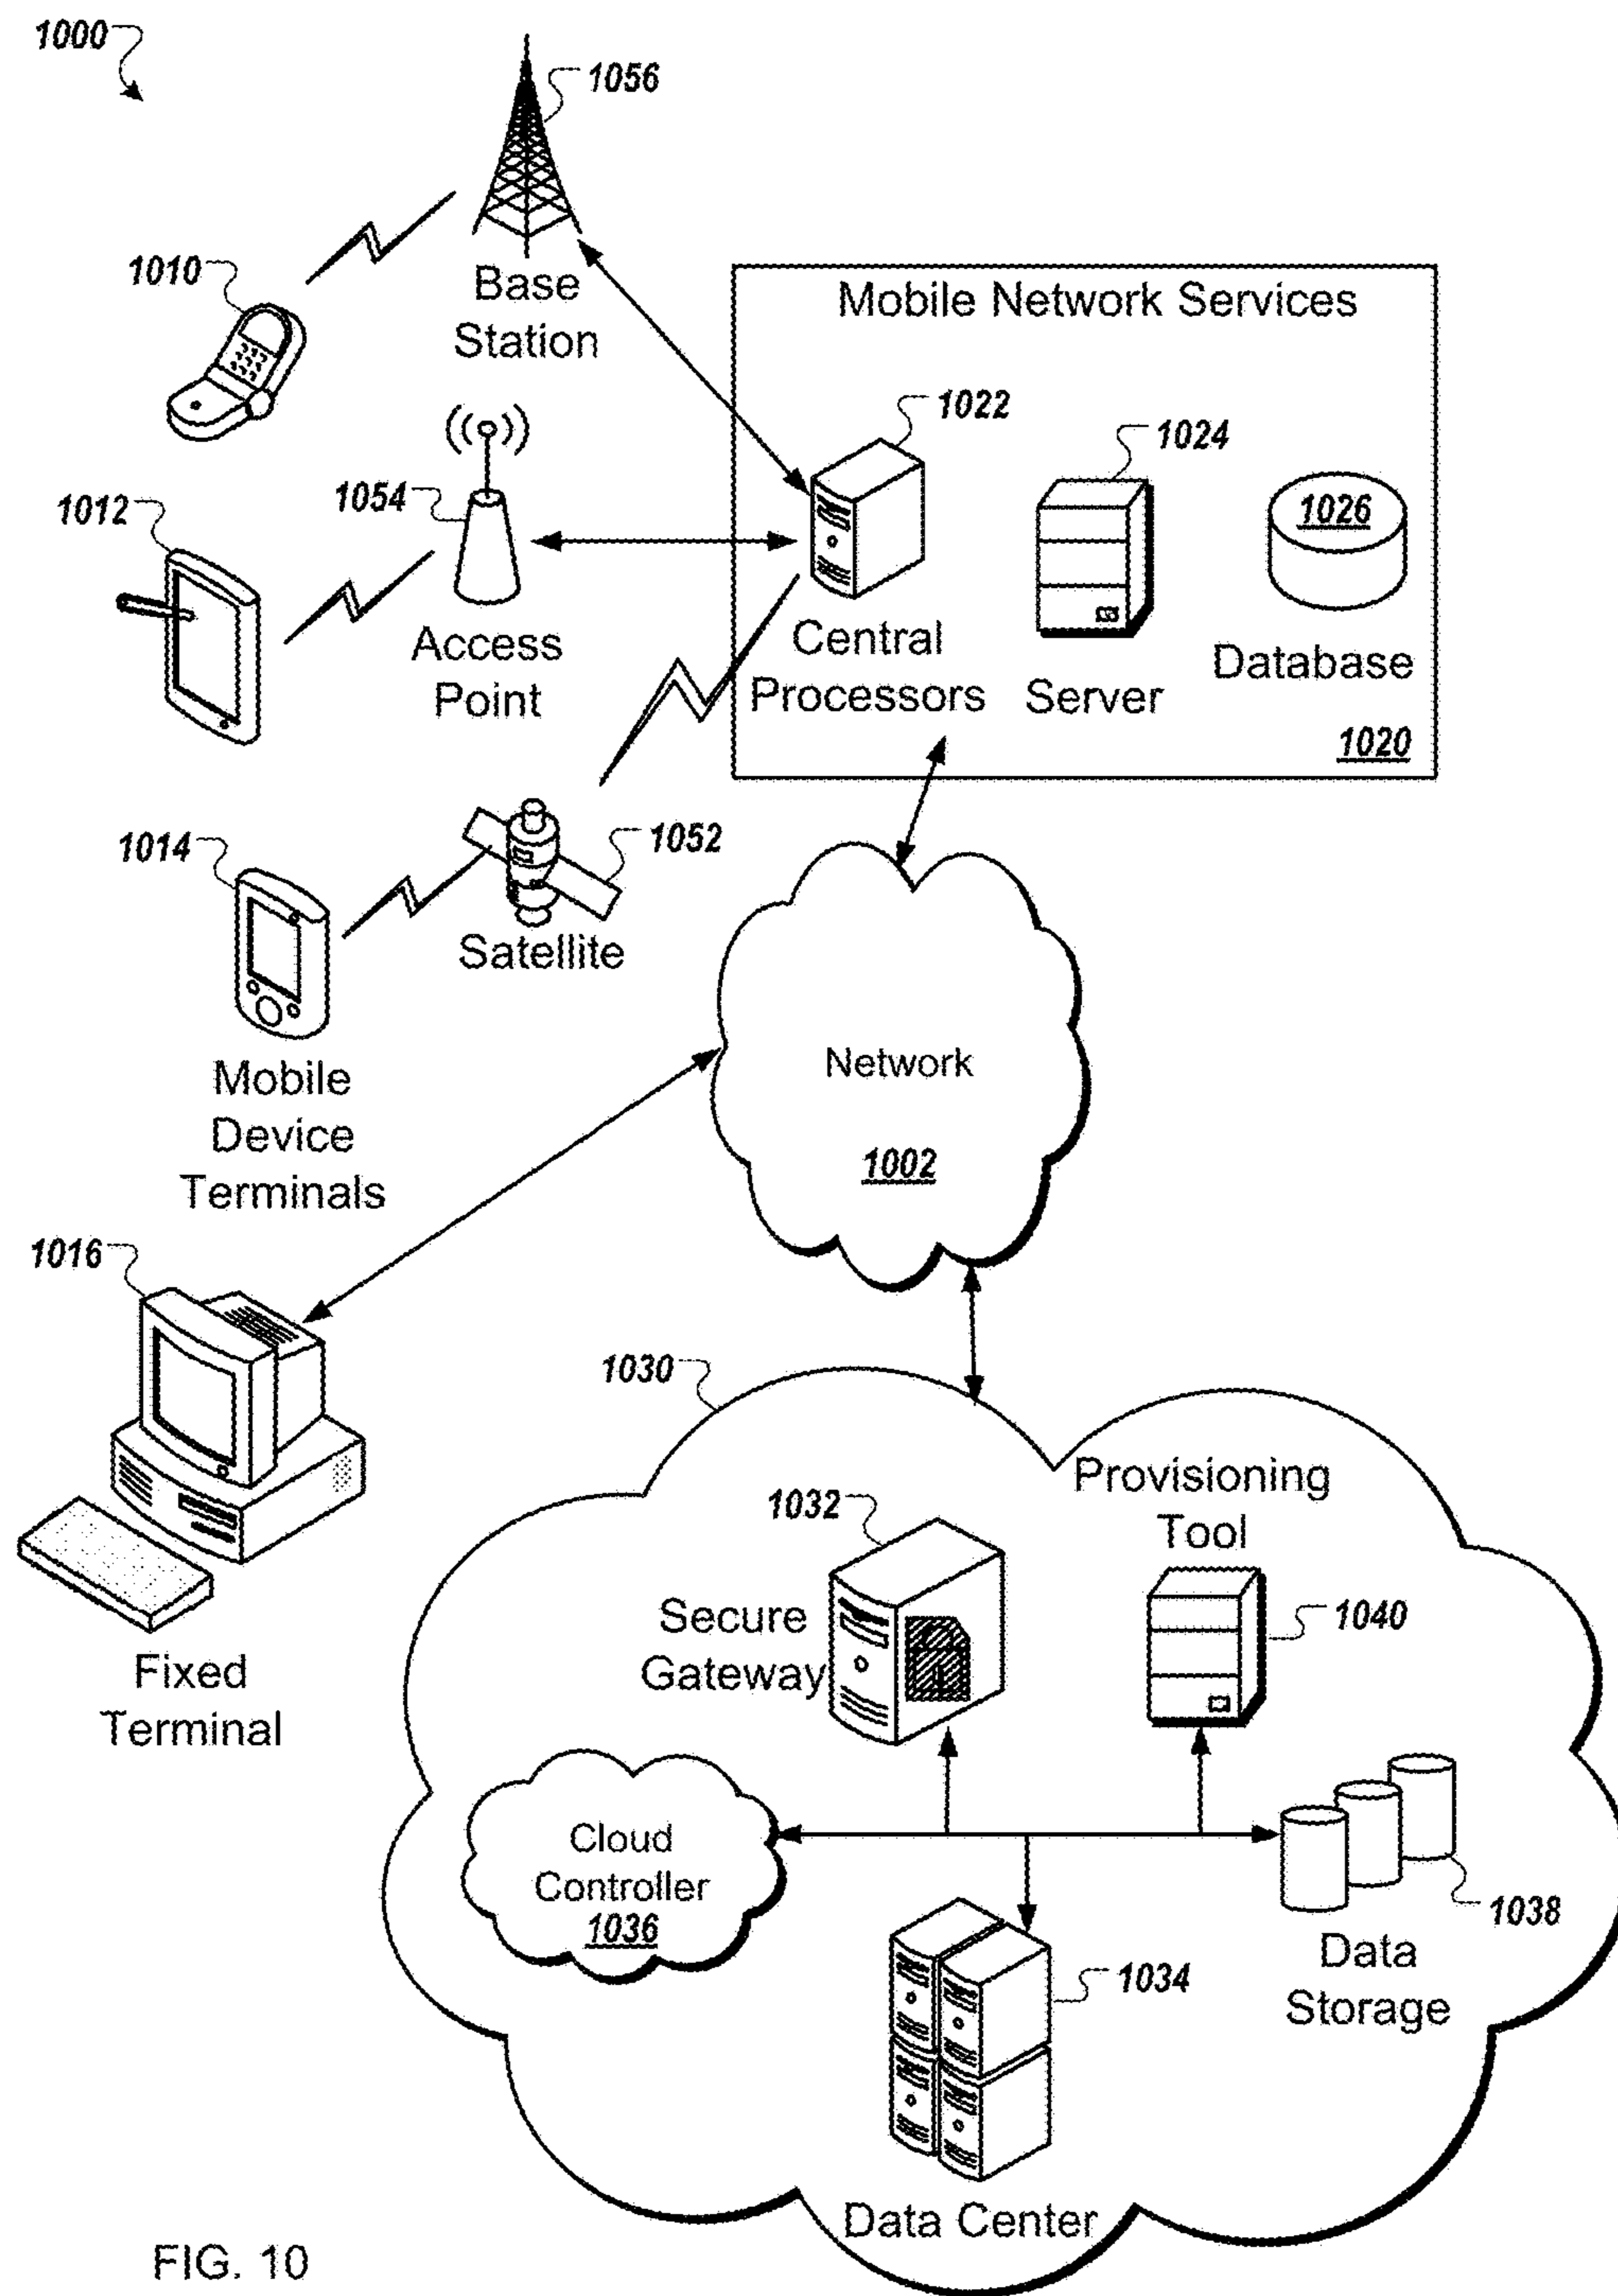 1000
1056
Base
Station
1010
Mobile Network Services
1022
1024
1026
1012
1054
Access
Point
Central
Processors
Server
Database
1020
1014
1052
Satellite
Mobile
Device
Terminals
Network
1002
1016
Fixed
Terminal
1030
Provisioning
Tool
1032
Secure
Gateway
1040
Cloud
Controller
1036
1038
Data
Storage
1034
Data Center
FIG. 10